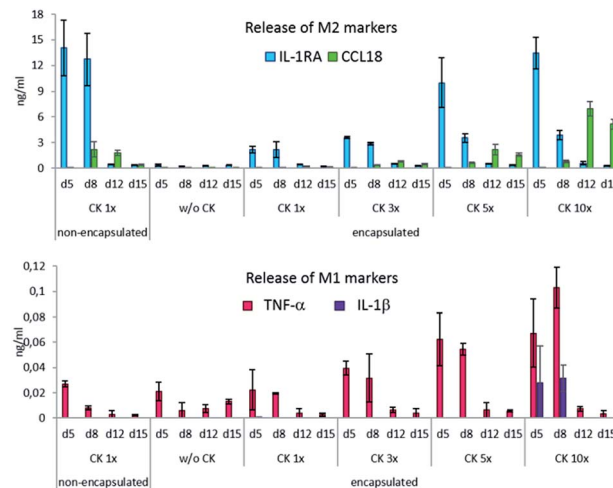 Release of M2 markers
IL-1RA CCL18
18
15
12
9
6
3
0
ng/ml
d5 d8 d12 d15 d5 d8 d12 d15 d5 d8 d12 d15 d5 d8 d12 d15 d5 d8 d12 d15 d5 d8 d12 d1
CK 1x w/o CK CK 1x CK 3x CK 5x CK 10x
non-encapsulated encapsulated
Release of M1 markers
TNF-α IL-1β
0,12
0,1
0,08
0,06
0,04
0,02
0
ng/ml
d5 d8 d12 d15 d5 d8 d12 d15 d5 d8 d12 d15 d5 d8 d12 d15 d5 d8 d12 d15 d5 d8 d12 d15
CK 1x w/o CK CK 1x CK 3x CK 5x CK 10x
non-encapsulated encapsulated